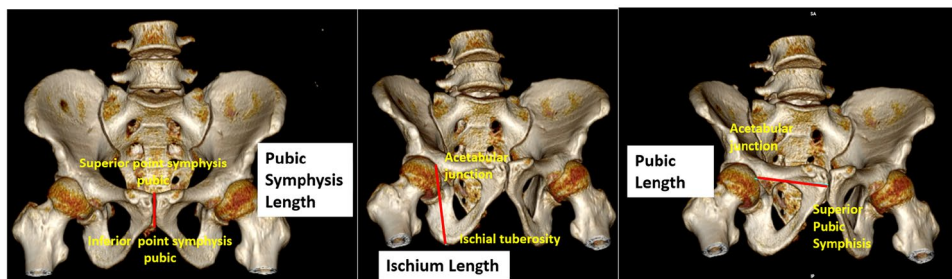 Superior point symphysis
pubic
Pubic
Symphysis
Length
Inferior point symphysis
pubic
Acetabular
junction
Ischial tuberosity
Ischium Length
SA
Acetabular
junction
Pubic
Length
Superior
Pubic
Symphisis